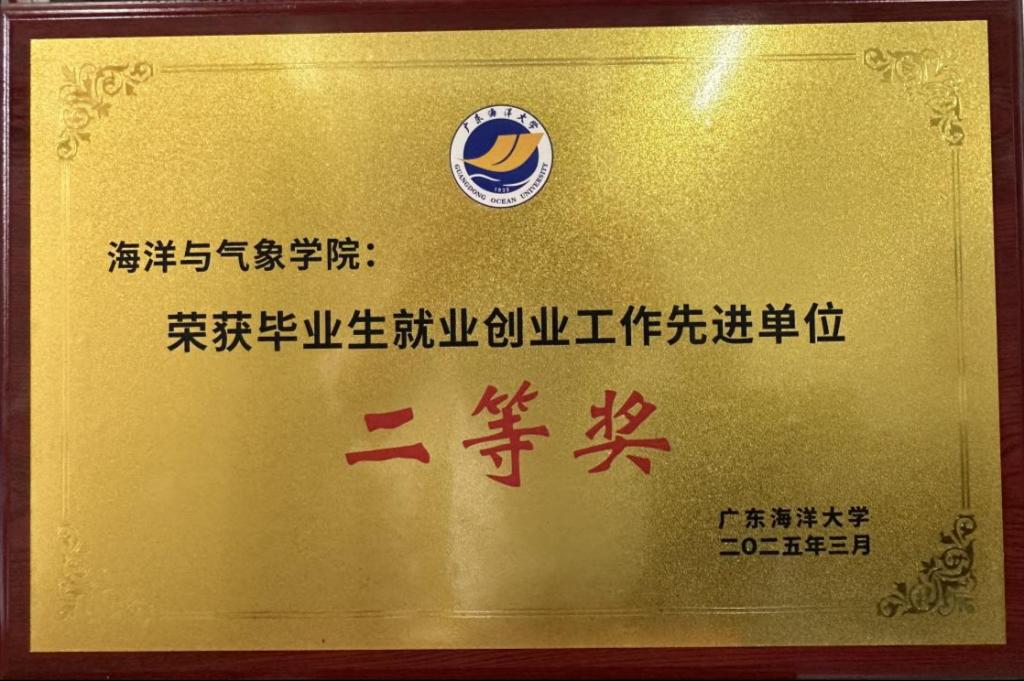 广东海洋大学
1935
GUANGDONG OCEAN UNIVERSITY
海洋与气象学院：
荣获毕业生就业创业工作先进单位
二等奖
广东海洋大学
二〇二五年三月